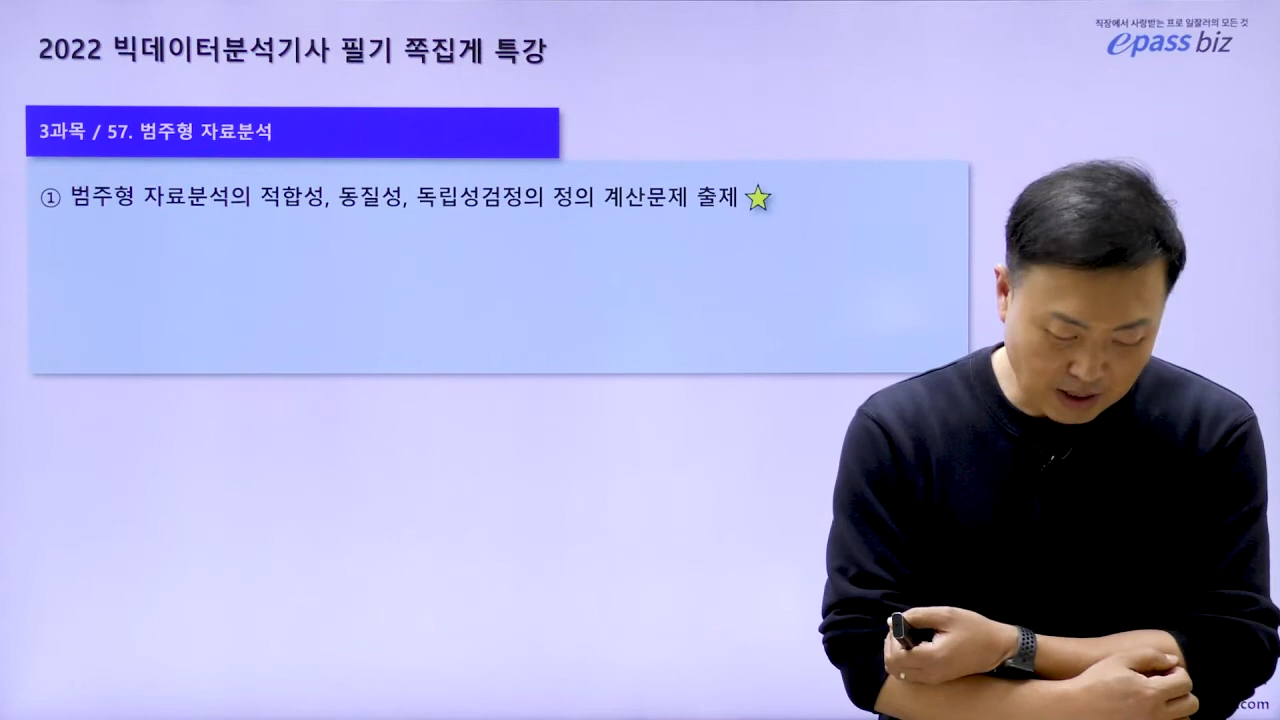 2022 빅데이터분석기사 필기 쪽집게 특강
직장에서 사랑받는 프로 일잘러의 모든 것
epass biz
3과목 / 57. 범주형 자료분석
① 범주형 자료분석의 적합성, 동질성, 독립성검정의 정의 계산문제 출제
.com